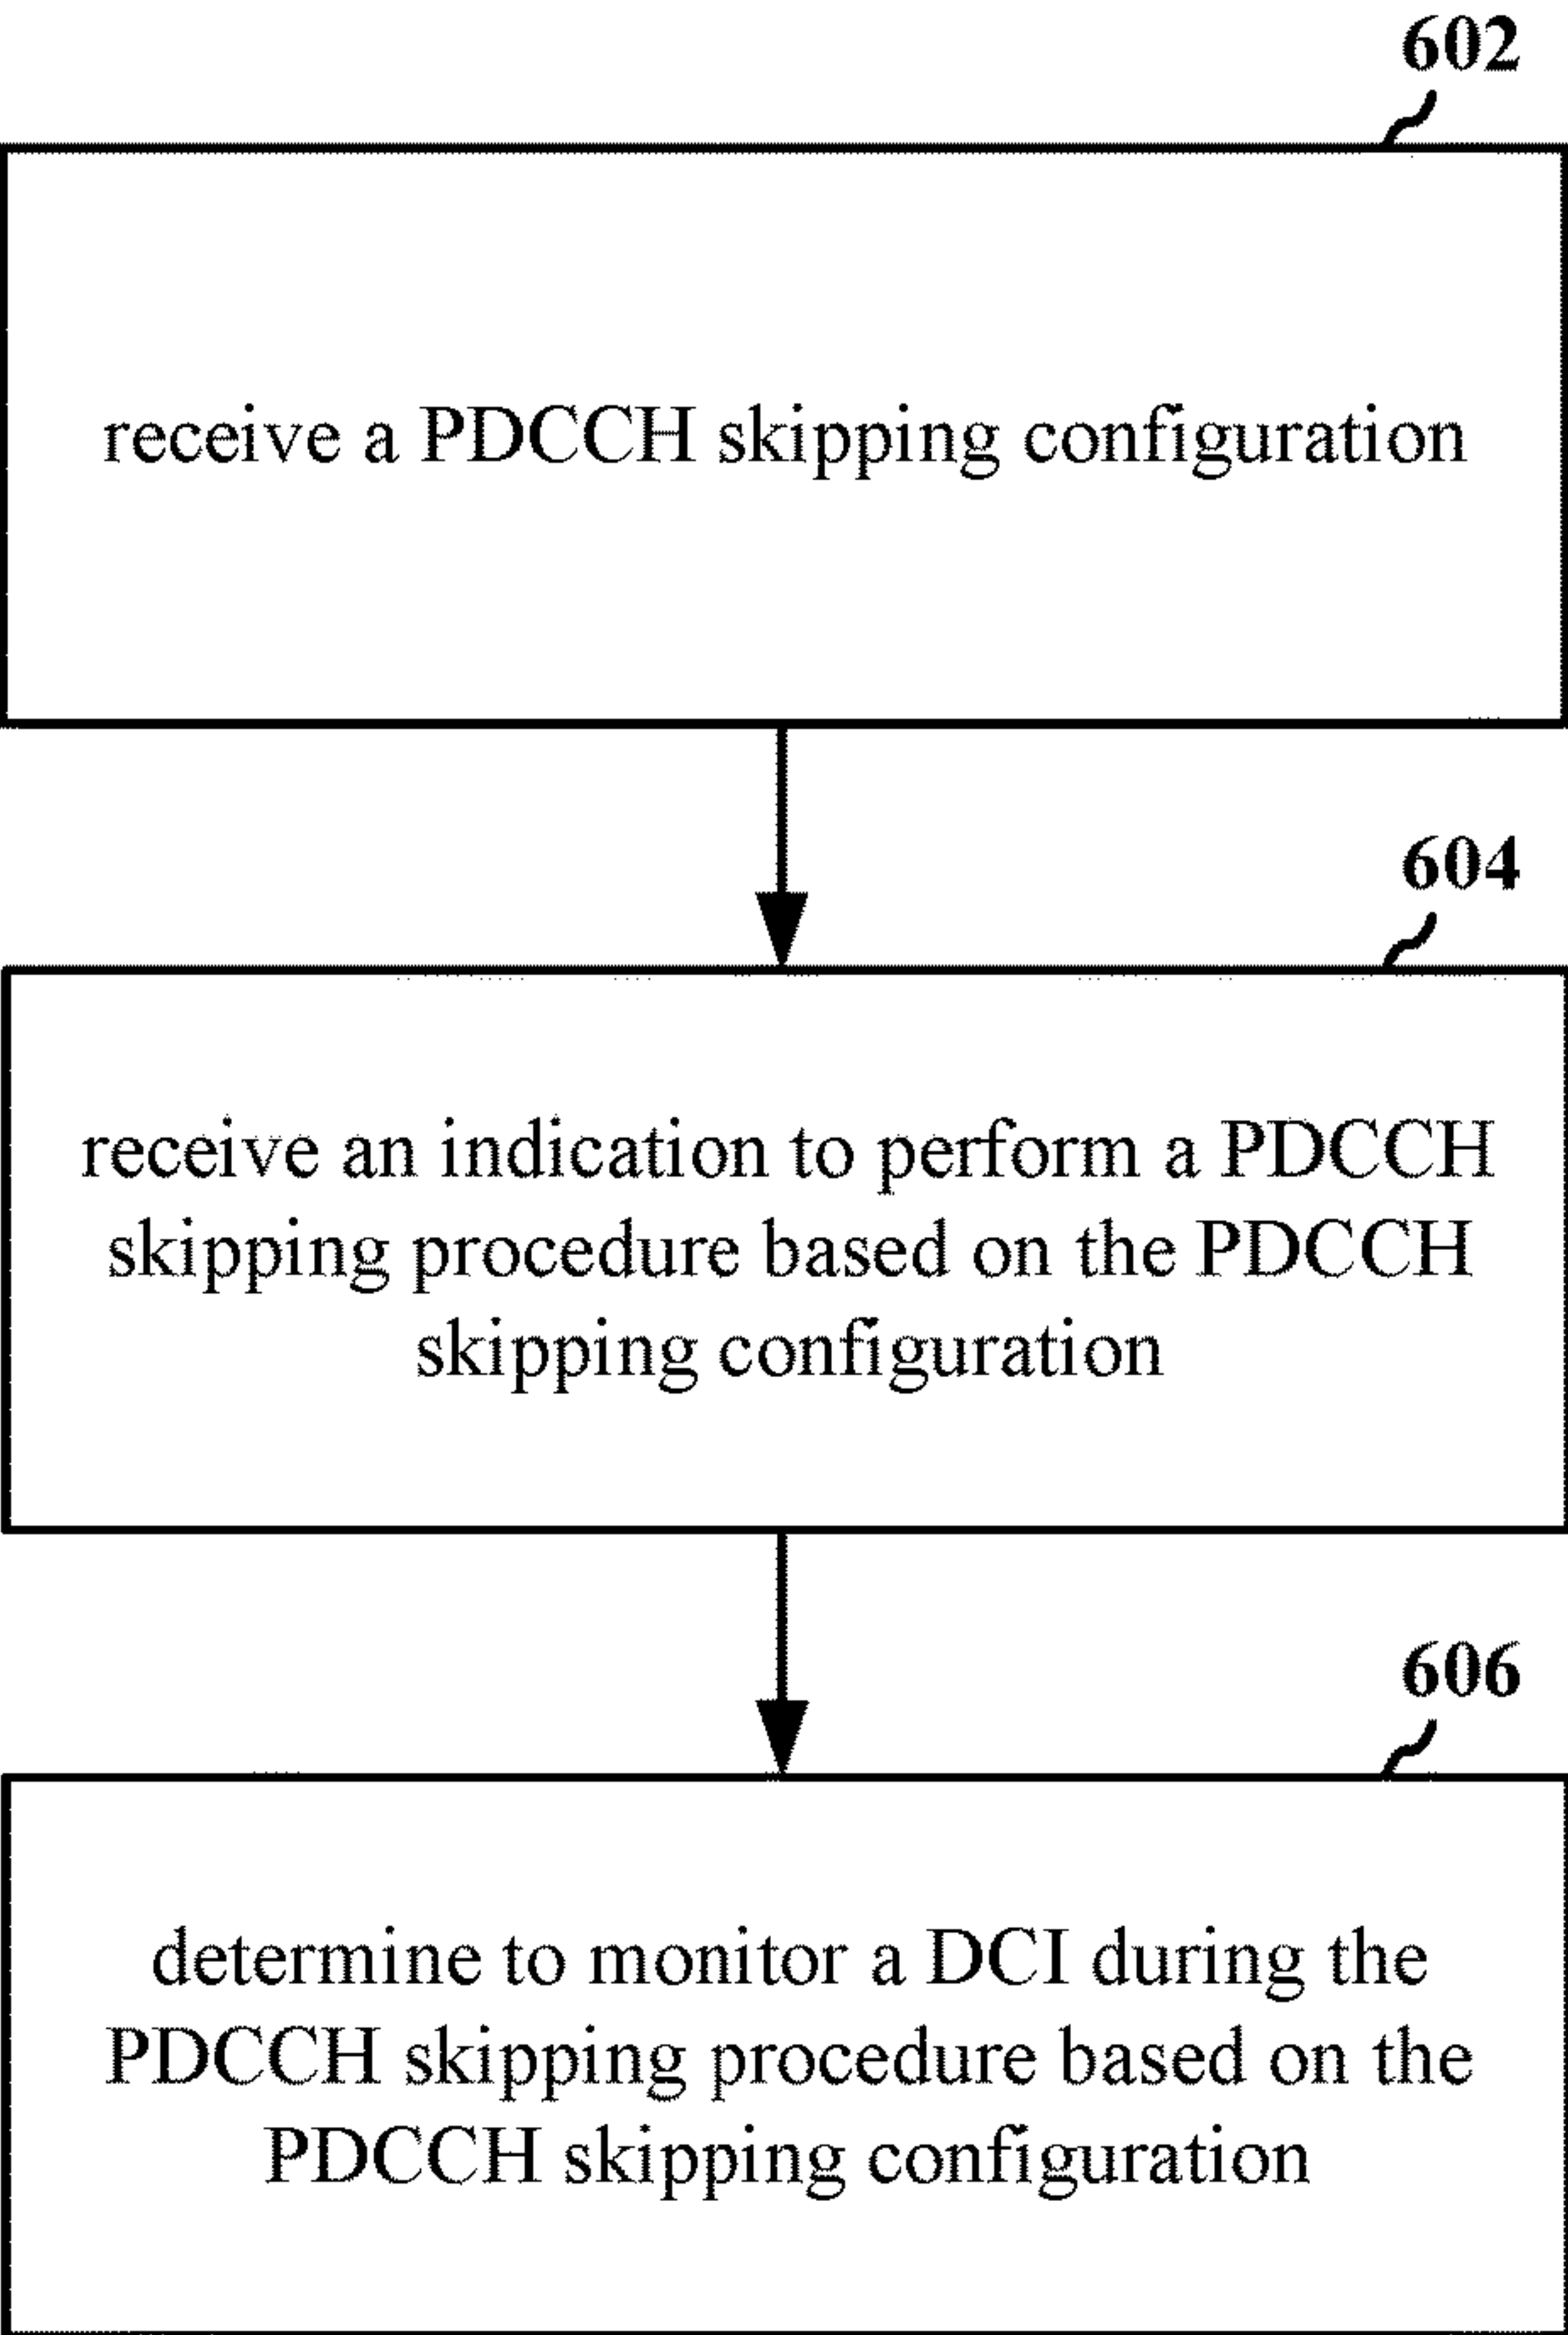 602
receive a PDCCH skipping configuration
604
receive an indication to perform a PDCCH
skipping procedure based on the PDCCH
skipping configuration
606
determine to monitor a DCI during the
PDCCH skipping procedure based on the
PDCCH skipping configuration